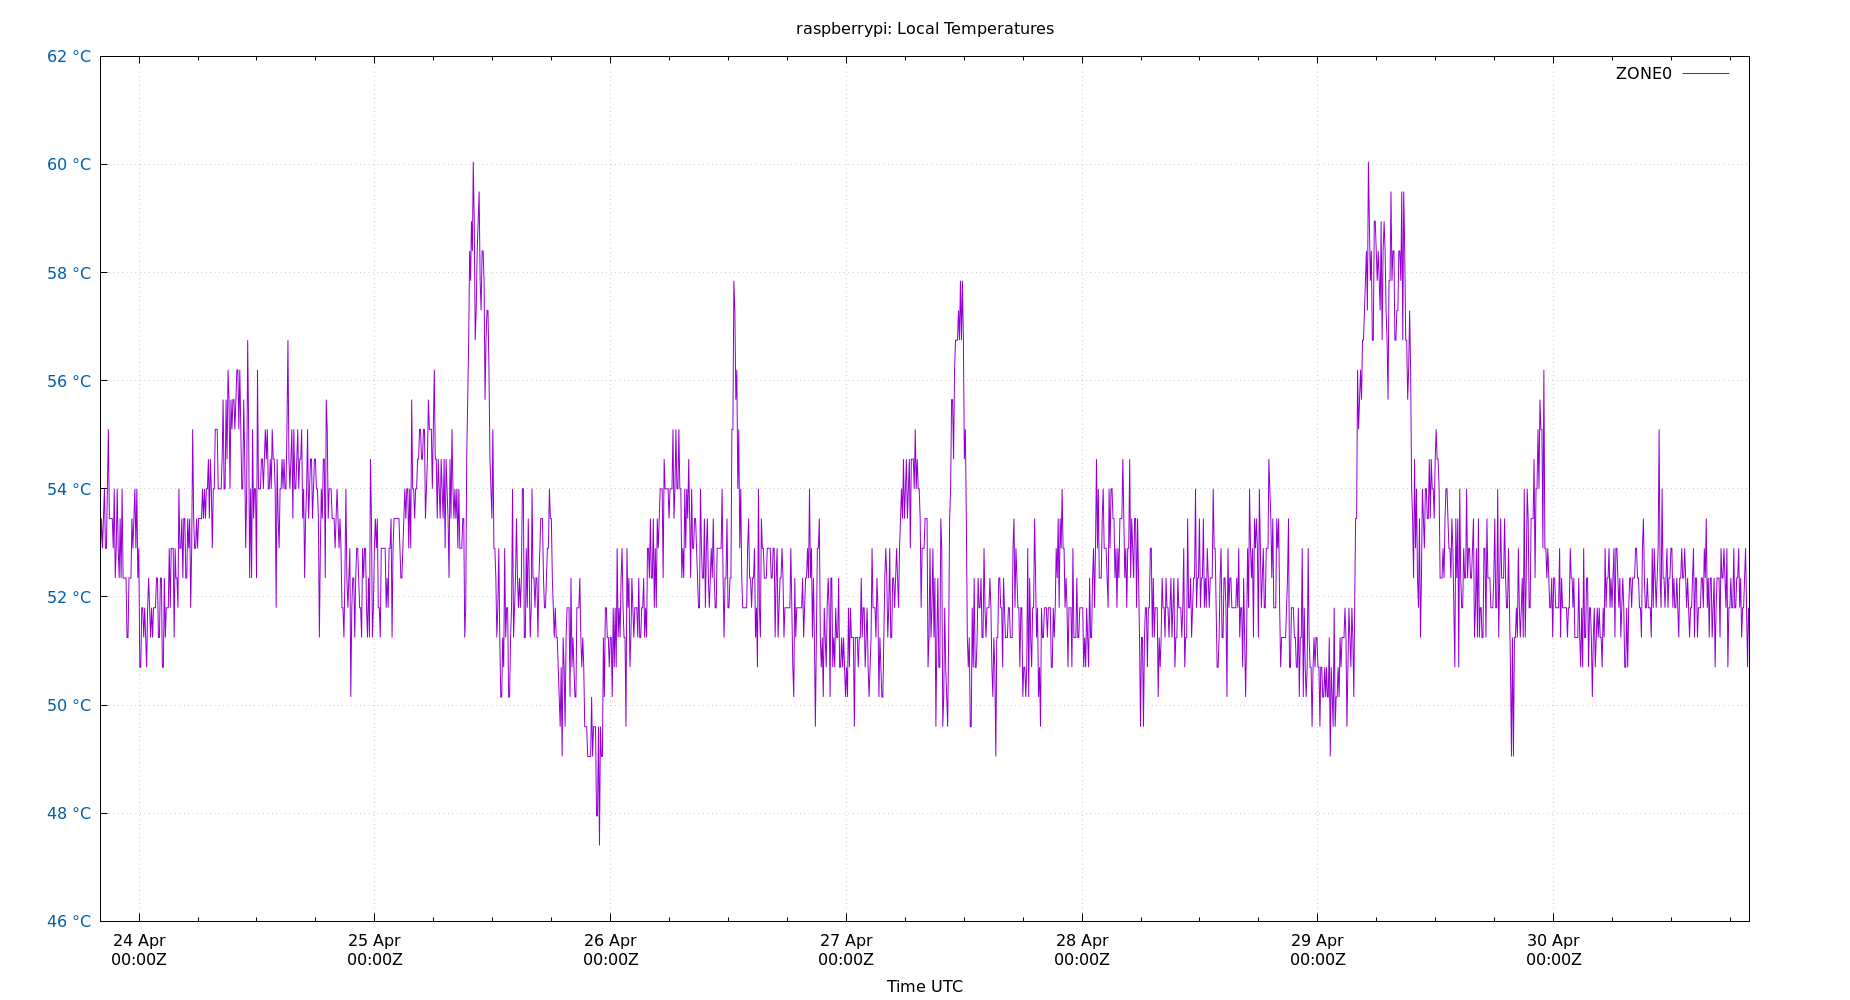 raspberrypi: Local Temperatures
62 °C
ZONE0
60 °C
58 °C
56 °C
54 °C
52 °C
50 °C
48 °C
46 °C
24 Apr 25 Apr 26 Apr 27 Apr 28 Apr 29 Apr 30 Apr
00:00Z 00:00Z 00:00Z 00:00Z 00:00Z 00:00Z 00:00Z
Time UTC